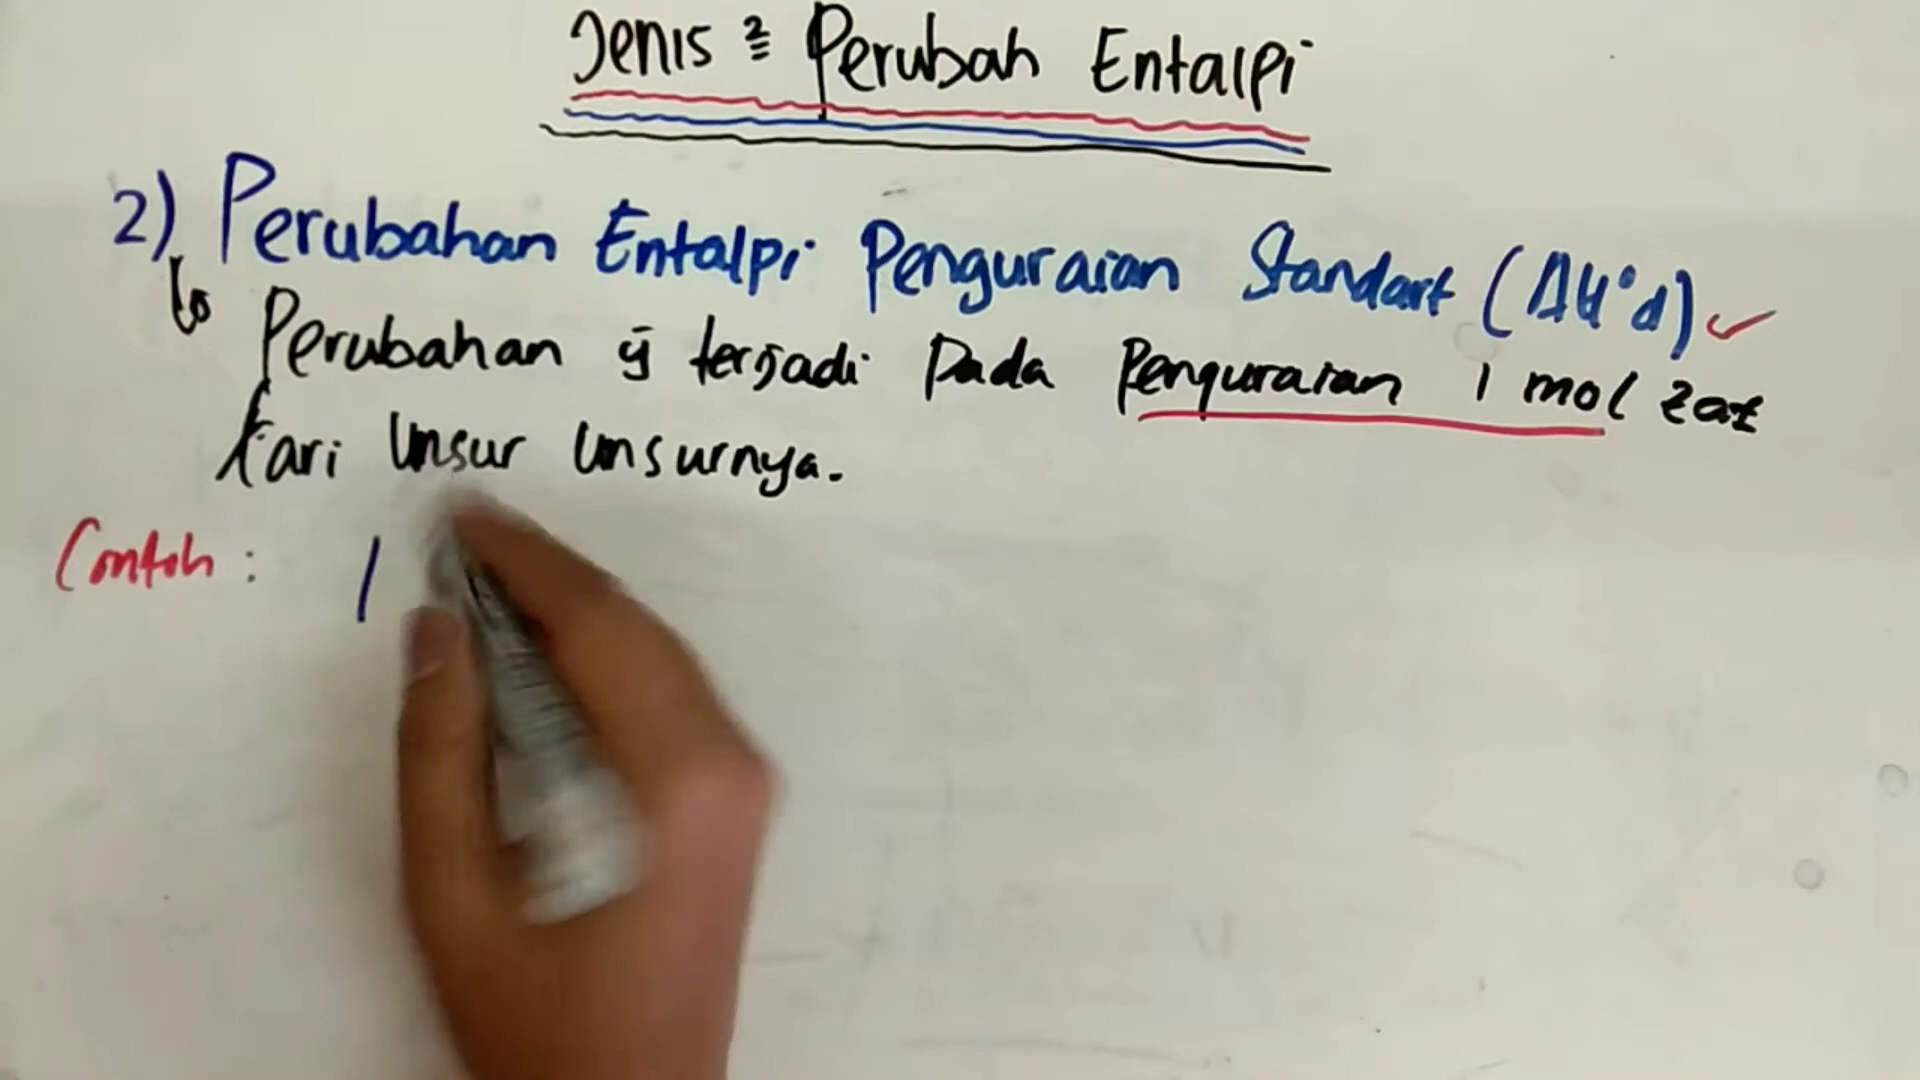 Jenis² Perubah Entalpi
2) Perubahan Entalpi Penguraian Standart (ΔH°d) ✓
↳ Perubahan yg terjadi Pada Penguraian 1 mol zat
dari Unsur Unsurnya.
Contoh :